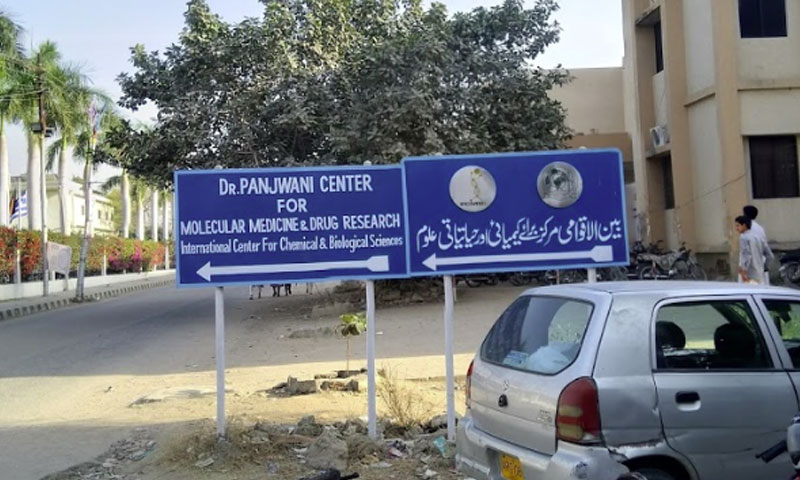 DR.PANJWANI CENTER
FOR
MOLECULAR MEDICINE & DRUG RESEARCH
International Center For Chemical & Biological Sciences
بین الاقوامی مرکز برائے کیمیائی اور حیاتیاتی علوم